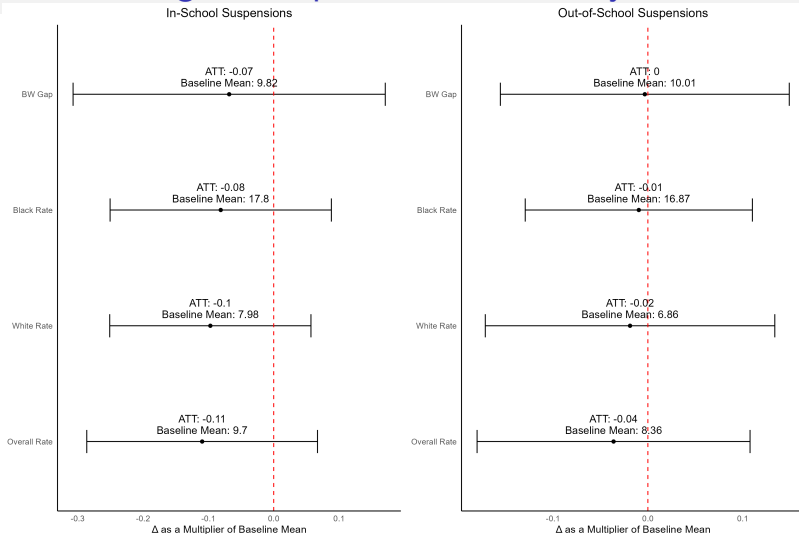 In-School Suspensions
BW Gap
ATT: -0.07
Baseline Mean: 9.82
Black Rate
ATT: -0.08
Baseline Mean: 17.8
White Rate
ATT: -0.1
Baseline Mean: 7.98
Overall Rate
ATT: -0.11
Baseline Mean: 9.7
-0.3 -0.2 -0.1 0.0 0.1
Δ as a Multiplier of Baseline Mean
Out-of-School Suspensions
BW Gap
ATT: 0
Baseline Mean: 10.01
Black Rate
ATT: -0.01
Baseline Mean: 16.87
White Rate
ATT: -0.02
Baseline Mean: 6.86
Overall Rate
ATT: -0.04
Baseline Mean: 8.36
-0.1 0.0 0.1
Δ as a Multiplier of Baseline Mean